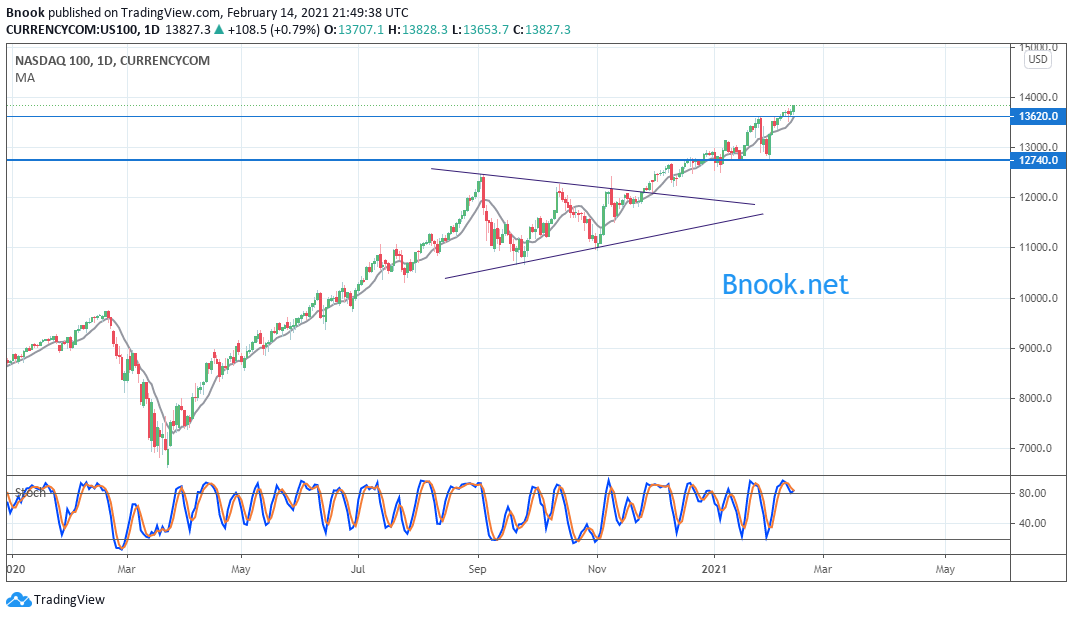 Bnook published on TradingView.com, February 14, 2021 21:49:38 UTC
CURRENCYCOM:US100, 1D 13827.3 ▲ +108.5 (+0.79%) O:13707.1 H:13828.3 L:13653.7 C:13827.3
NASDAQ 100, 1D, CURRENCYCOM
MA
15000.0
USD
14000.0
13620.0
13000.0
12740.0
12000.0
11000.0
Bnook.net
10000.0
9000.0
8000.0
7000.0
Stoch
80.00
40.00
020 Mar May Jul Sep Nov 2021 Mar May
TradingView